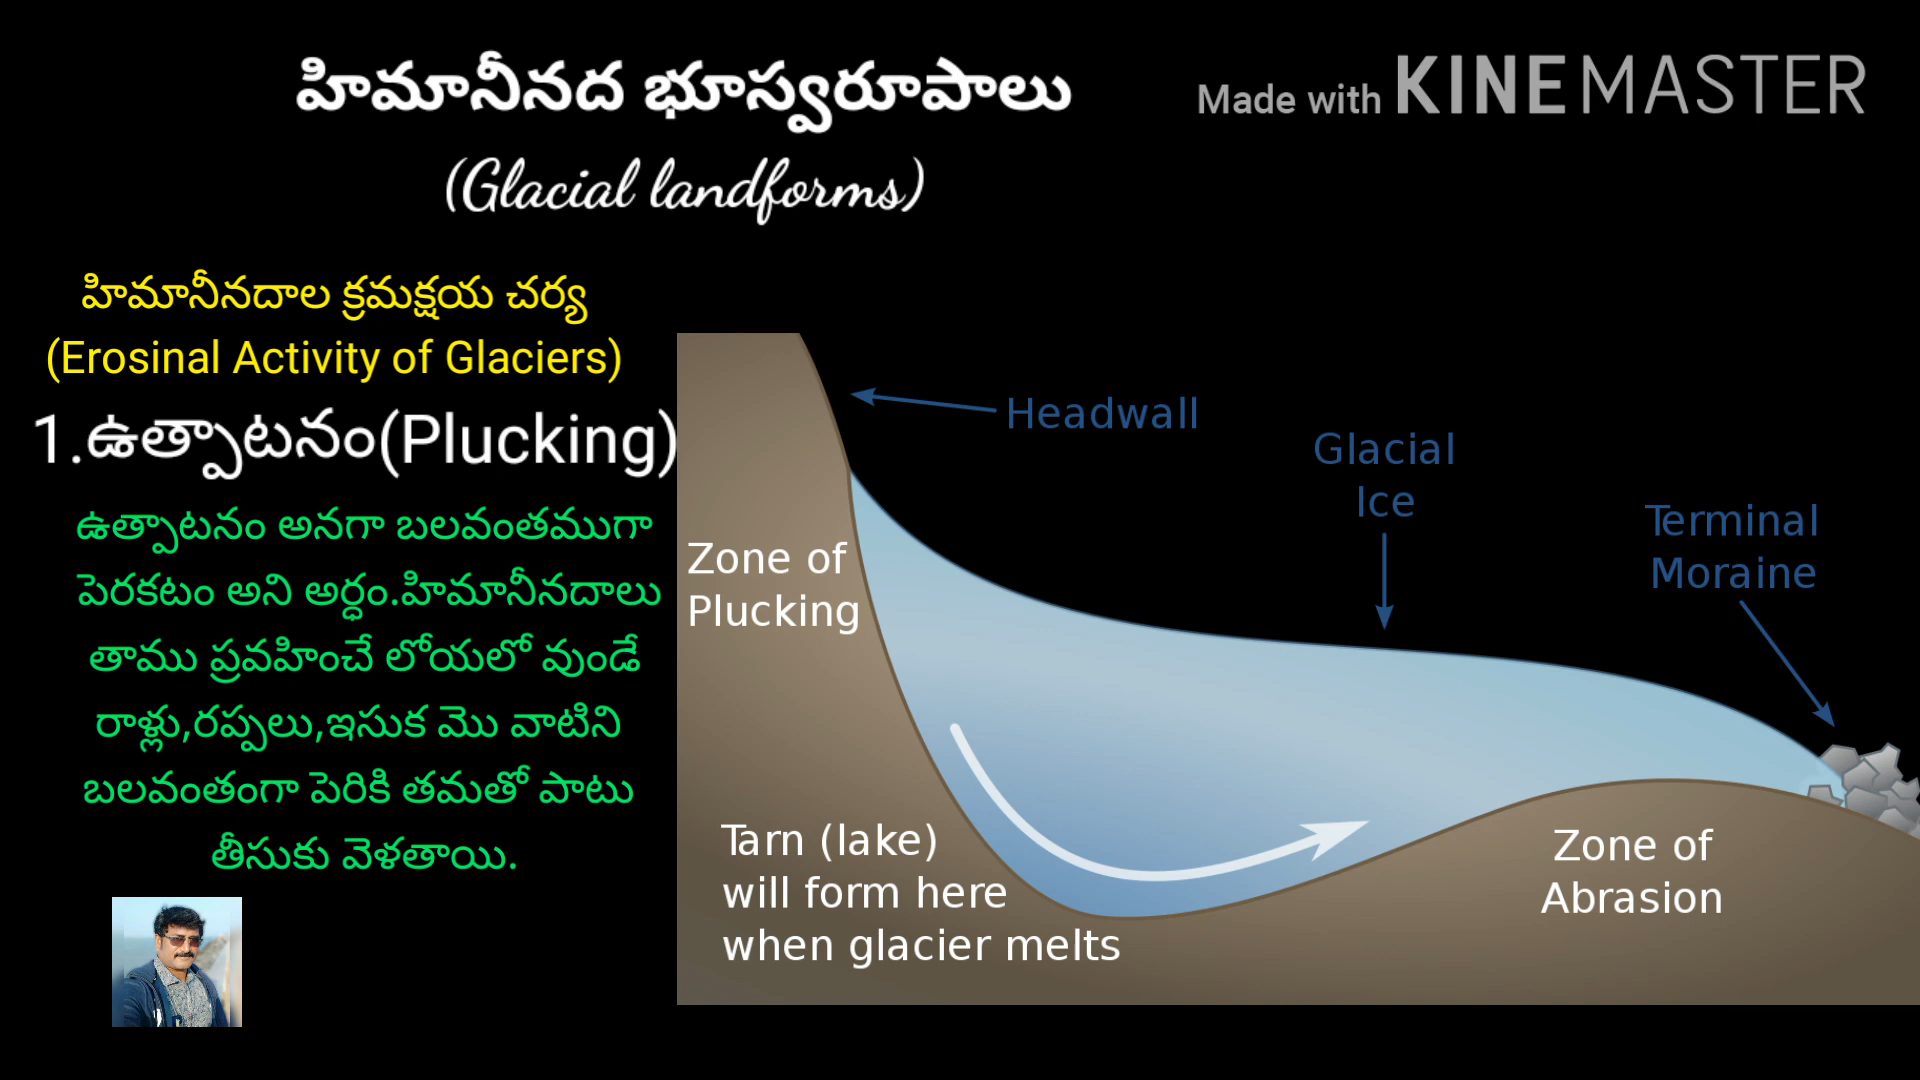 హిమానీనద భూస్వరూపాలు
(Glacial landforms)
Made with KINEMASTER
హిమానీనదాల క్రమక్షయ చర్య
(Erosinal Activity of Glaciers)
1.ఉత్పాటనం(Plucking)
ఉత్పాటనం అనగా బలవంతముగా
పెరకటం అని అర్ధం.హిమానీనదాలు
తాము ప్రవహించే లోయలో వుండే
రాళ్లు,రప్పలు,ఇసుక మొ వాటిని
బలవంతంగా పెరికి తమతో పాటు
తీసుకు వెళతాయి.
Headwall
Glacial
Ice
Terminal
Moraine
Zone of
Plucking
Tarn (lake)
will form here
when glacier melts
Zone of
Abrasion